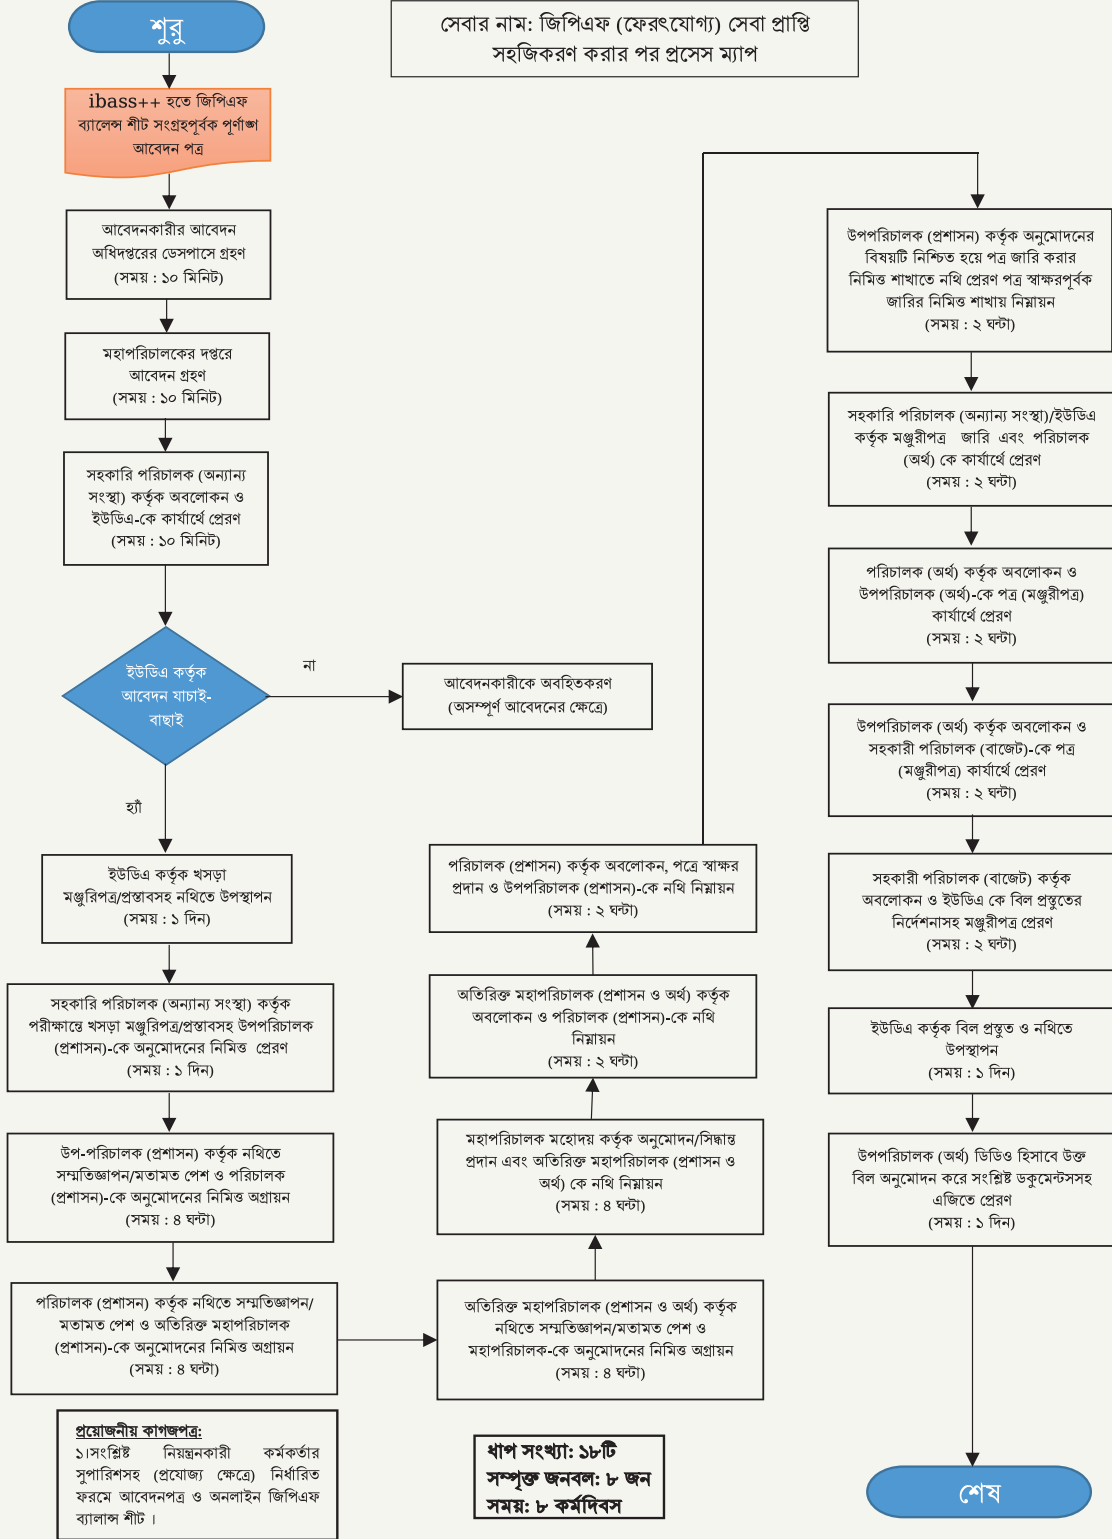 সেবার নাম: জিপিএফ (ফেরৎযোগ্য) সেবা প্রাপ্তি
সহজিকরণ করার পর প্রসেস ম্যাপ
শুরু
ibass++ হতে জিপিএফ
ব্যালেন্স শীট সংগ্রহপূর্বক পূর্ণাঙ্গ
আবেদন পত্র
আবেদনকারীর আবেদন
অধিদপ্তরের ডেসপাসে গ্রহণ
(সময় : ১০ মিনিট)
মহাপরিচালকের দপ্তরে
আবেদন গ্রহণ
(সময় : ১০ মিনিট)
সহকারি পরিচালক (অন্যান্য
সংস্থা) কর্তৃক অবলোকন ও
ইউডিএ-কে কার্যার্থে প্রেরণ
(সময় : ১০ মিনিট)
ইউডিএ কর্তৃক
আবেদন যাচাই-
বাছাই
না
আবেদনকারীকে অবহিতকরণ
(অসম্পূর্ণ আবেদনের ক্ষেত্রে)
হ্যাঁ
ইউডিএ কর্তৃক খসড়া
মঞ্জুরিপত্র/প্রস্তাবসহ নথিতে উপস্থাপন
(সময় : ১ দিন)
সহকারি পরিচালক (অন্যান্য সংস্থা) কর্তৃক
পরীক্ষান্তে খসড়া মঞ্জুরিপত্র/প্রস্তাবসহ উপপরিচালক
(প্রশাসন)-কে অনুমোদনের নিমিত্ত প্রেরণ
(সময় : ১ দিন)
উপ-পরিচালক (প্রশাসন) কর্তৃক নথিতে
সম্মতিজ্ঞাপন/মতামত পেশ ও পরিচালক
(প্রশাসন)-কে অনুমোদনের নিমিত্ত অগ্রায়ন
(সময় : ৪ ঘন্টা)
পরিচালক (প্রশাসন) কর্তৃক নথিতে সম্মতিজ্ঞাপন/
মতামত পেশ ও অতিরিক্ত মহাপরিচালক
(প্রশাসন)-কে অনুমোদনের নিমিত্ত অগ্রায়ন
(সময় : ৪ ঘন্টা)
অতিরিক্ত মহাপরিচালক (প্রশাসন ও অর্থ) কর্তৃক
নথিতে সম্মতিজ্ঞাপন/মতামত পেশ ও
মহাপরিচালক-কে অনুমোদনের নিমিত্ত অগ্রায়ন
(সময় : ৪ ঘন্টা)
মহাপরিচালক মহোদয় কর্তৃক অনুমোদন/সিদ্ধান্ত
প্রদান এবং অতিরিক্ত মহাপরিচালক (প্রশাসন ও
অর্থ) কে নথি নিম্নায়ন
(সময় : ৪ ঘন্টা)
অতিরিক্ত মহাপরিচালক (প্রশাসন ও অর্থ) কর্তৃক
অবলোকন ও পরিচালক (প্রশাসন)-কে নথি
নিম্নায়ন
(সময় : ২ ঘন্টা)
পরিচালক (প্রশাসন) কর্তৃক অবলোকন, পত্রে স্বাক্ষর
প্রদান ও উপপরিচালক (প্রশাসন)-কে নথি নিম্নায়ন
(সময় : ২ ঘন্টা)
উপপরিচালক (প্রশাসন) কর্তৃক অনুমোদনের
বিষয়টি নিশ্চিত হয়ে পত্র জারি করার
নিমিত্ত শাখাতে নথি প্রেরণ পত্র স্বাক্ষরপূর্বক
জারির নিমিত্ত শাখায় নিম্নায়ন
(সময় : ২ ঘন্টা)
সহকারি পরিচালক (অন্যান্য সংস্থা)/ইউডিএ
কর্তৃক মঞ্জুরীপত্র জারি এবং পরিচালক
(অর্থ) কে কার্যার্থে প্রেরণ
(সময় : ২ ঘন্টা)
পরিচালক (অর্থ) কর্তৃক অবলোকন ও
উপপরিচালক (অর্থ)-কে পত্র (মঞ্জুরীপত্র)
কার্যার্থে প্রেরণ
(সময় : ২ ঘন্টা)
উপপরিচালক (অর্থ) কর্তৃক অবলোকন ও
সহকারী পরিচালক (বাজেট)-কে পত্র
(মঞ্জুরীপত্র) কার্যার্থে প্রেরণ
(সময় : ২ ঘন্টা)
সহকারী পরিচালক (বাজেট) কর্তৃক
অবলোকন ও ইউডিএ কে বিল প্রস্তুতের
নির্দেশনাসহ মঞ্জুরীপত্র প্রেরণ
(সময় : ২ ঘন্টা)
ইউডিএ কর্তৃক বিল প্রস্তুত ও নথিতে
উপস্থাপন
(সময় : ১ দিন)
উপপরিচালক (অর্থ) ডিডিও হিসাবে উক্ত
বিল অনুমোদন করে সংশ্লিষ্ট ডকুমেন্টসসহ
এজিতে প্রেরণ
(সময় : ১ দিন)
শেষ
প্রয়োজনীয় কাগজপত্র:
১।সংশ্লিষ্ট নিয়ন্ত্রনকারী কর্মকর্তার
সুপারিশসহ (প্রযোজ্য ক্ষেত্রে) নির্ধারিত
ফরমে আবেদনপত্র ও অনলাইন জিপিএফ
ব্যালান্স শীট ।
ধাপ সংখ্যা: ১৮টি
সম্পৃক্ত জনবল: ৮ জন
সময়: ৮ কর্মদিবস